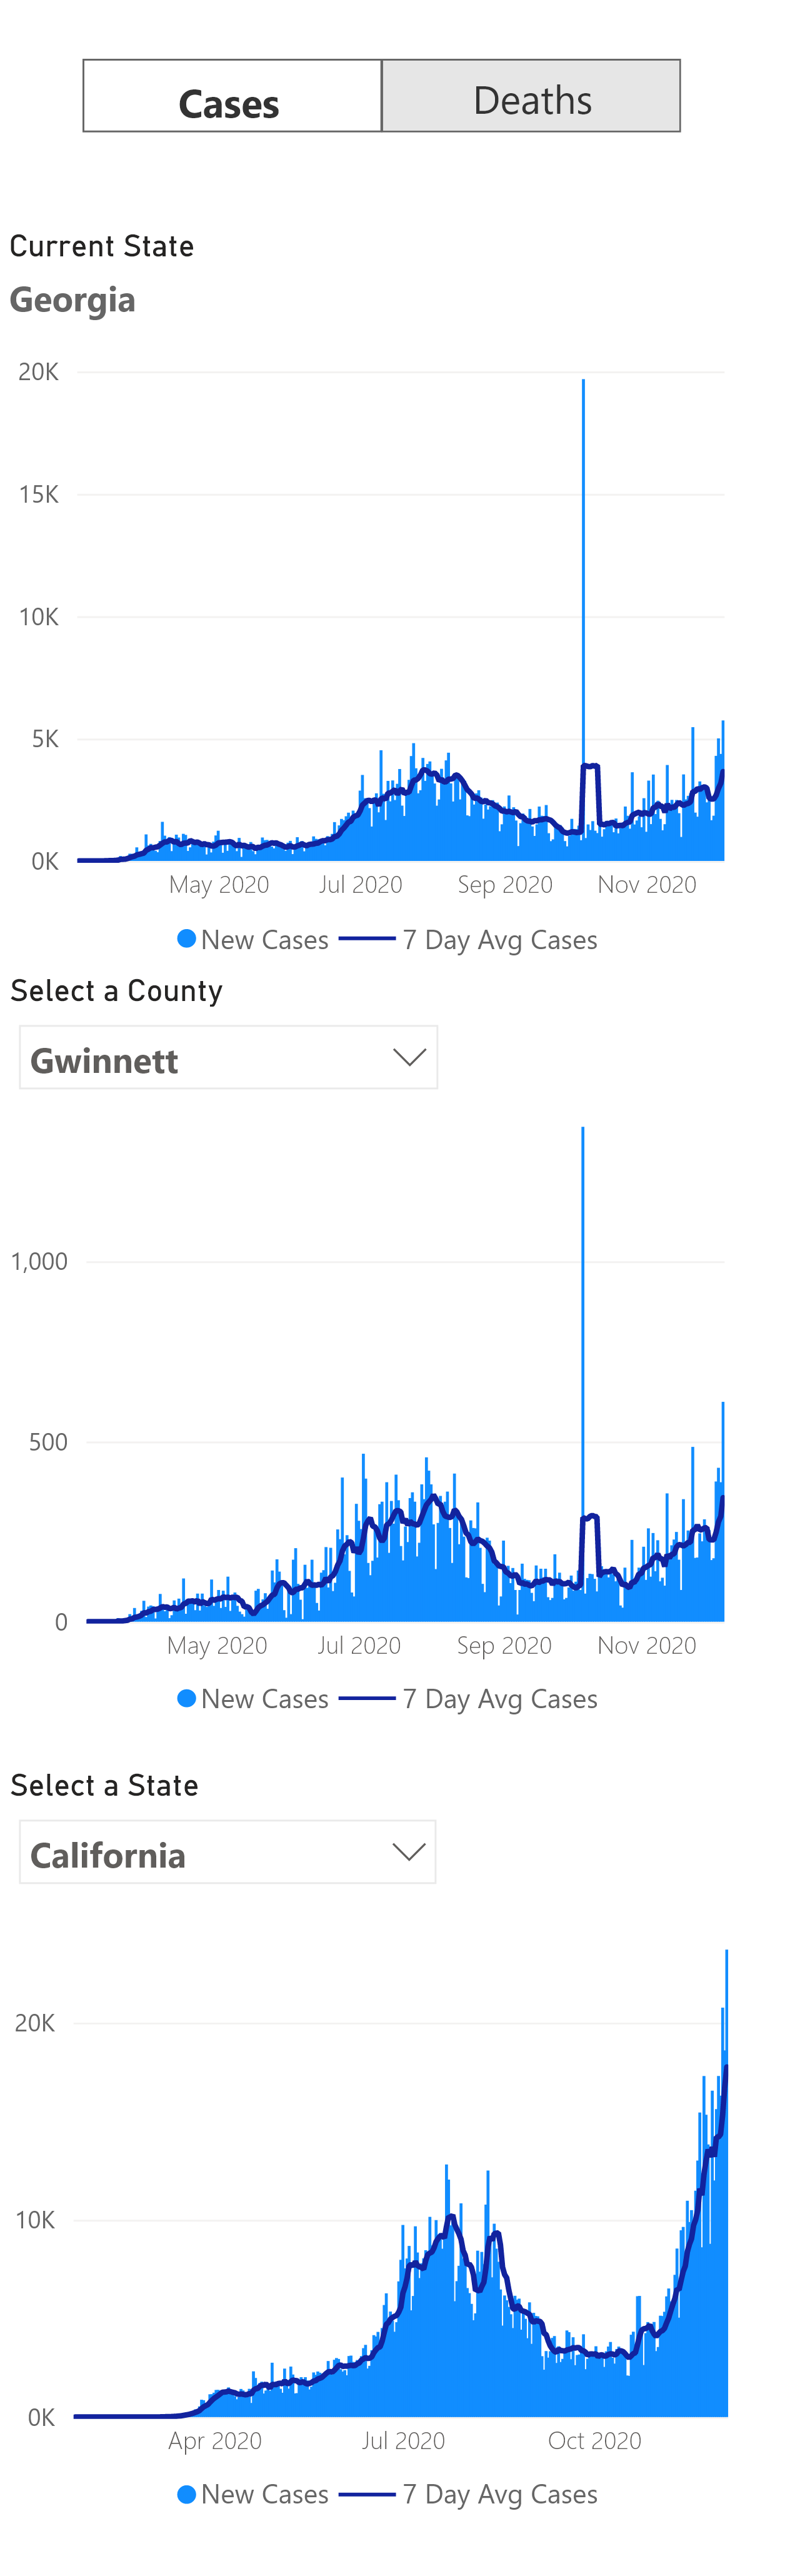 Cases Deaths
Current State
Georgia
20K
15K
10K
5K
0K
May 2020 Jul 2020 Sep 2020 Nov 2020
New Cases 7 Day Avg Cases
Select a County
Gwinnett
1,000
500
0
May 2020 Jul 2020 Sep 2020 Nov 2020
New Cases 7 Day Avg Cases
Select a State
California
20K
10K
0K
Apr 2020 Jul 2020 Oct 2020
New Cases 7 Day Avg Cases